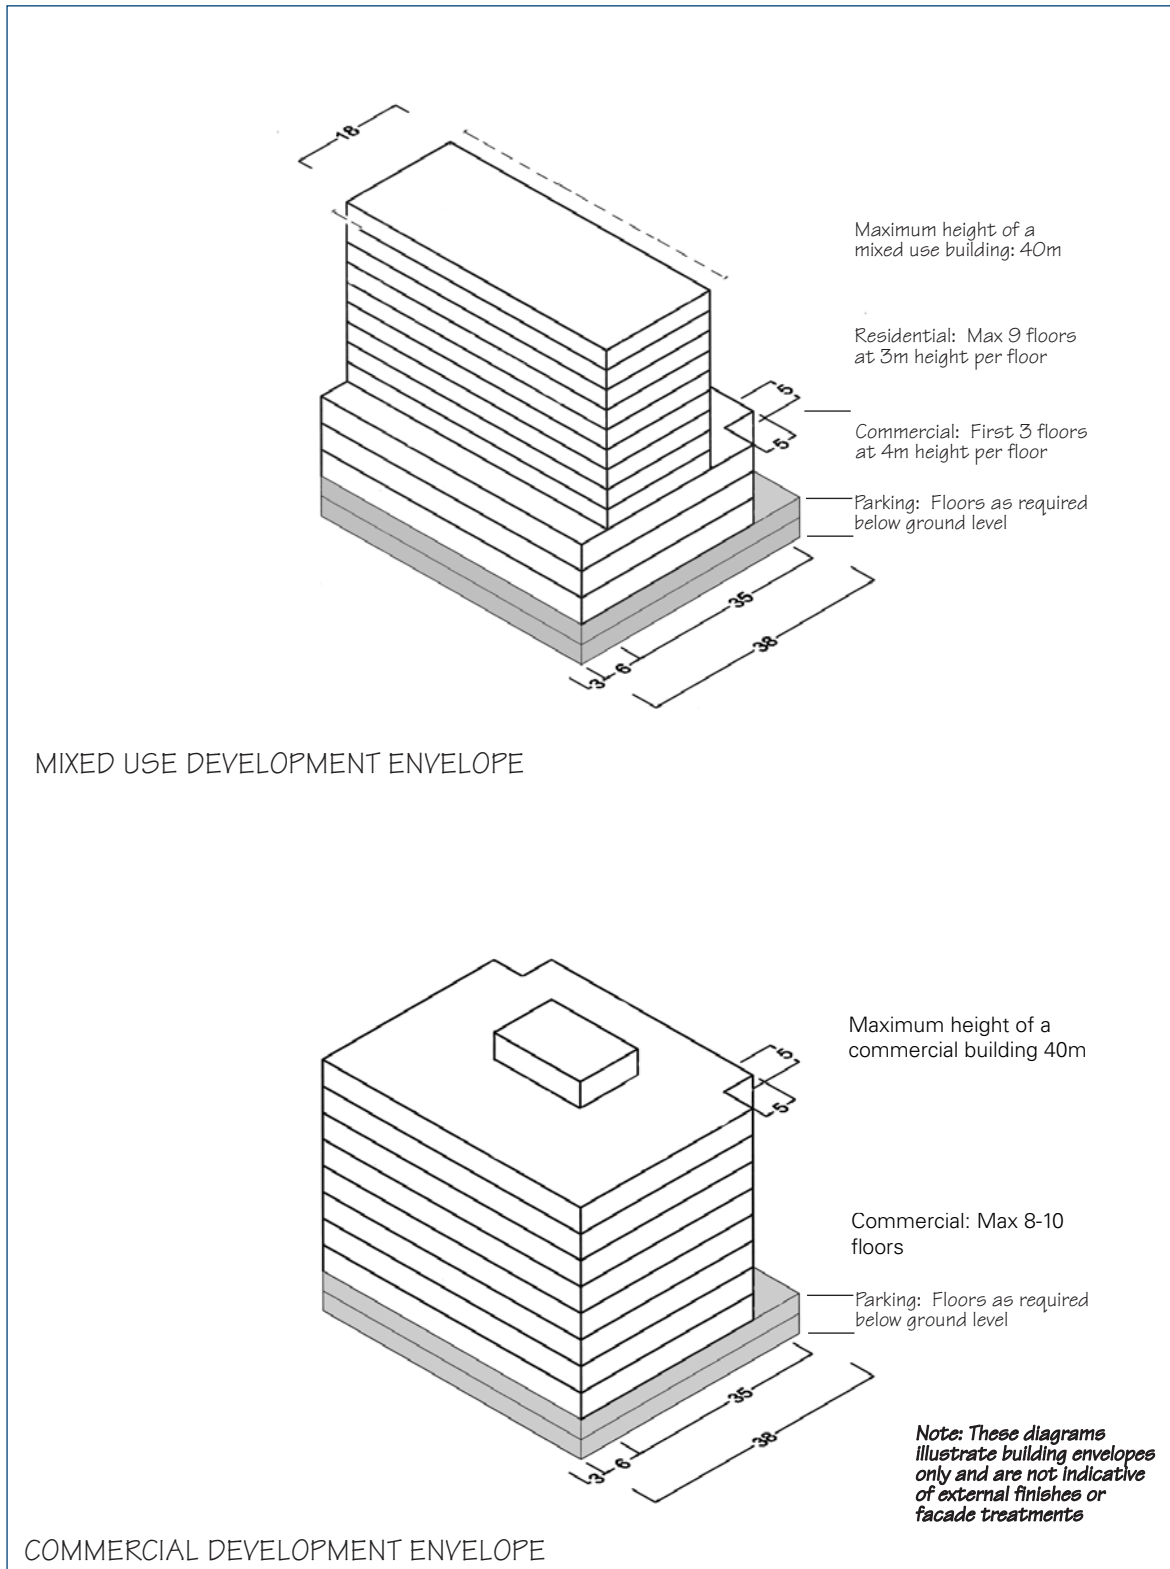 18
Maximum height of a
mixed use building: 40m
Residential: Max 9 floors
at 3m height per floor
5
5
Commercial: First 3 floors
at 4m height per floor
Parking: Floors as required
below ground level
35
38
3
6
MIXED USE DEVELOPMENT ENVELOPE
Maximum height of a
commercial building 40m
5
5
Commercial: Max 8-10
floors
Parking: Floors as required
below ground level
35
38
3
6
Note: These diagrams
illustrate building envelopes
only and are not indicative
of external finishes or
facade treatments
COMMERCIAL DEVELOPMENT ENVELOPE